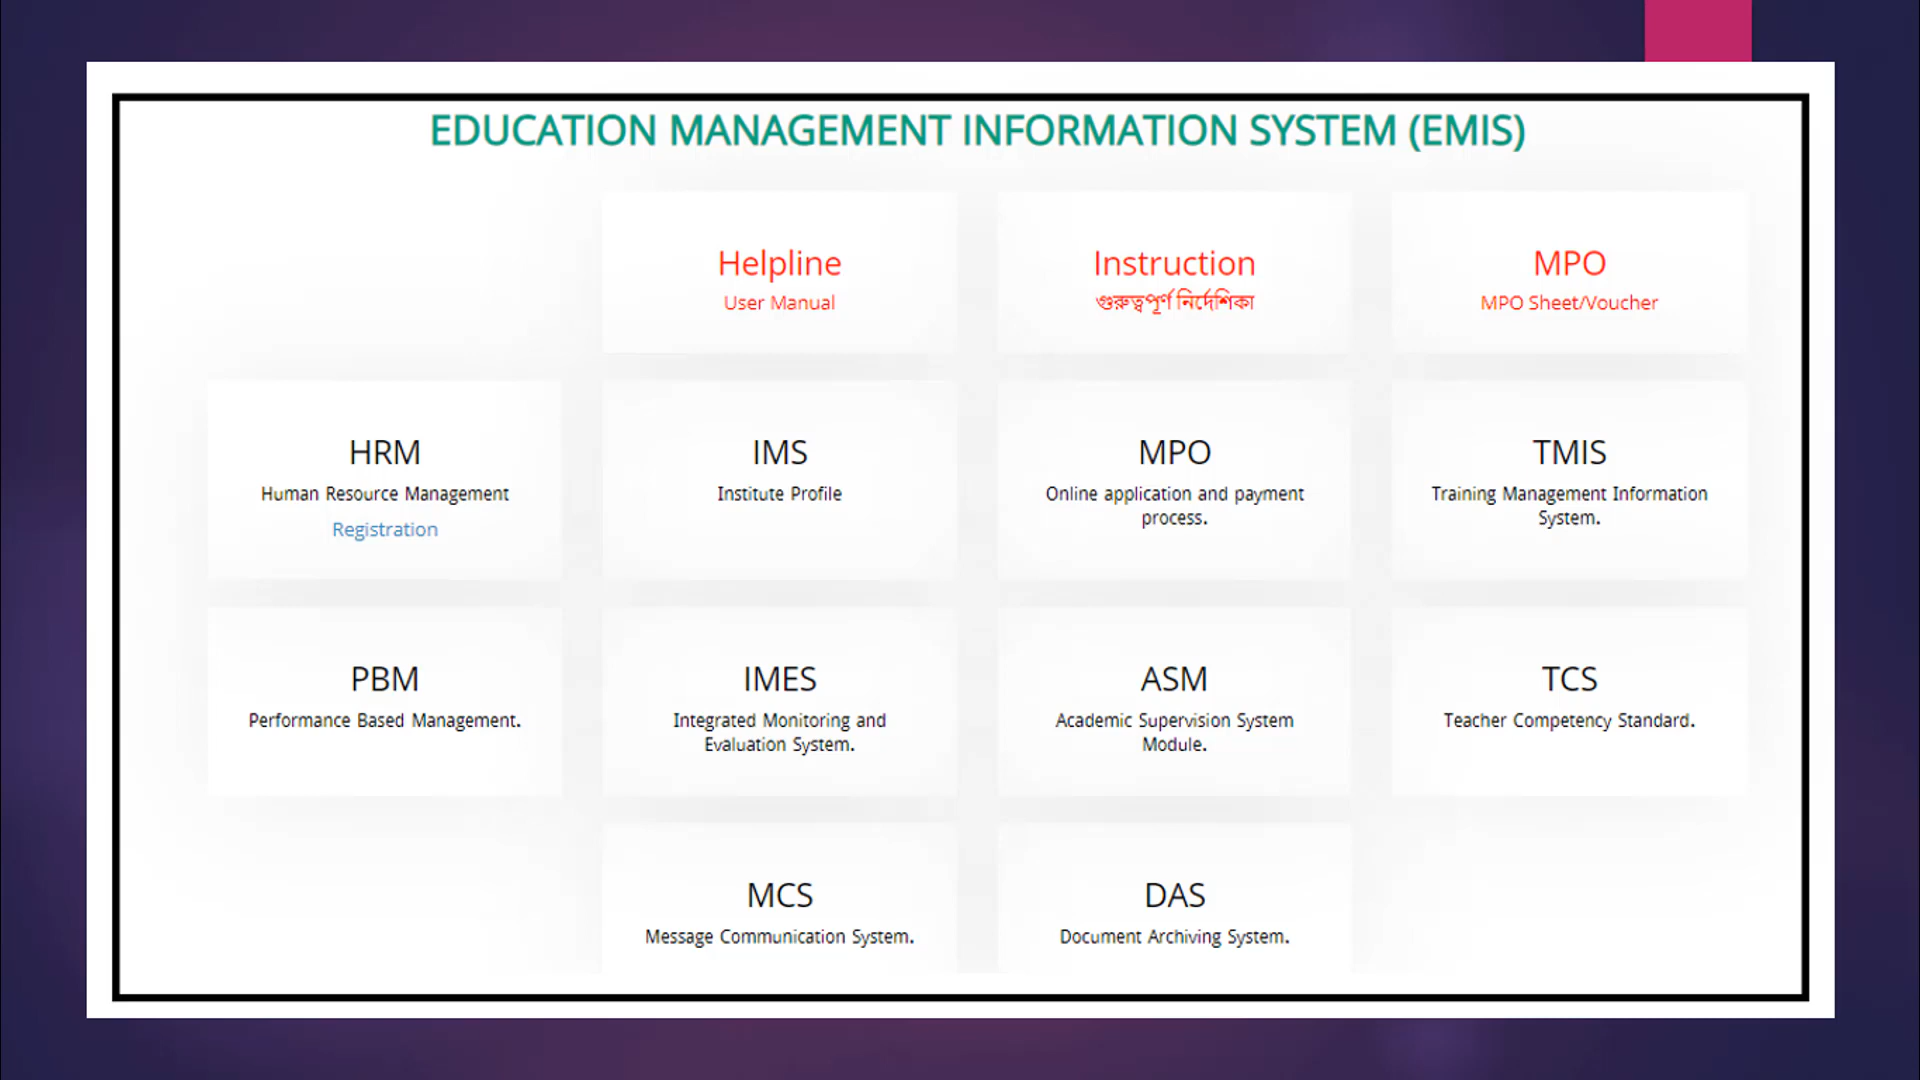 EDUCATION MANAGEMENT INFORMATION SYSTEM (EMIS)
Helpline
User Manual
Instruction
গুরুত্বপূর্ণ নির্দেশিকা
MPO
MPO Sheet/Voucher
HRM
Human Resource Management
Registration
IMS
Institute Profile
MPO
Online application and payment
process.
TMIS
Training Management Information
System.
PBM
Performance Based Management.
IMES
Integrated Monitoring and
Evaluation System.
ASM
Academic Supervision System
Module.
TCS
Teacher Competency Standard.
MCS
Message Communication System.
DAS
Document Archiving System.